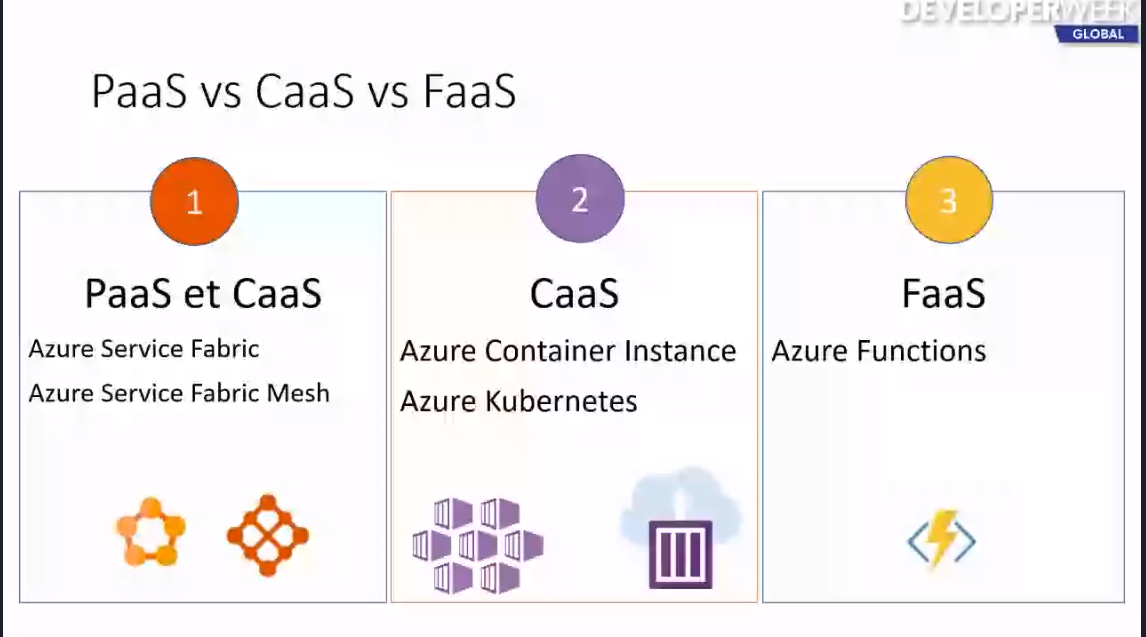 DEVELOPERWEEK
GLOBAL
PaaS vs CaaS vs FaaS
1
PaaS et CaaS
Azure Service Fabric
Azure Service Fabric Mesh
2
CaaS
Azure Container Instance
Azure Kubernetes
3
FaaS
Azure Functions